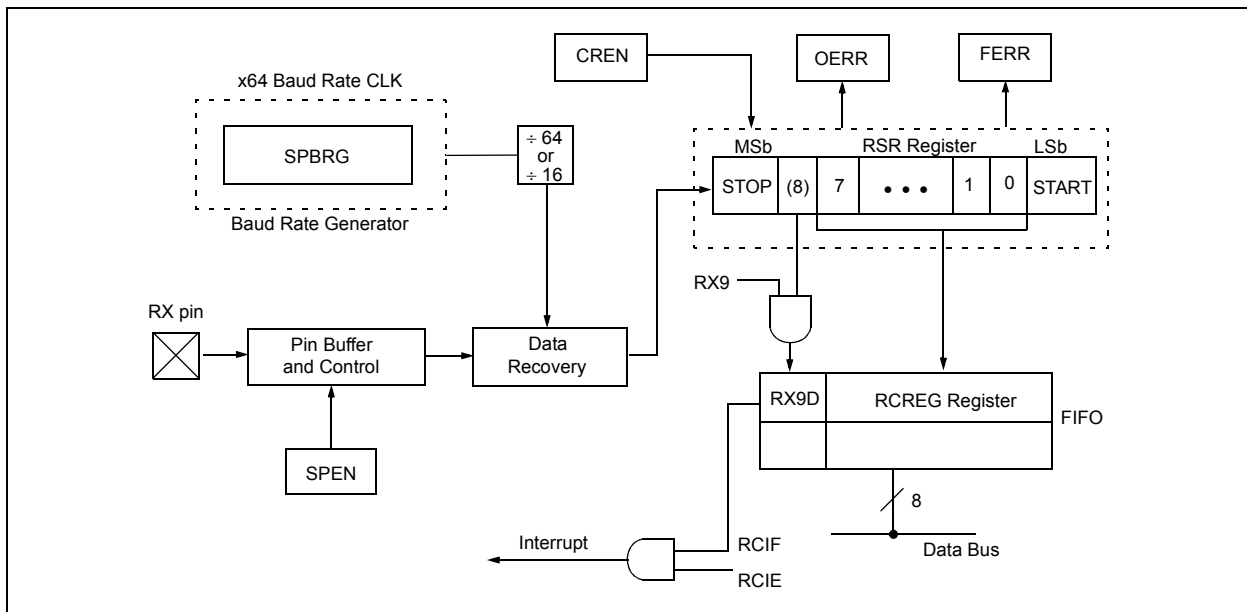 CREN
OERR
FERR
x64 Baud Rate CLK
SPBRG
÷ 64
or
÷ 16
Baud Rate Generator
MSb
RSR Register
LSb
STOP
(8)
7
• • •
1
0
START
RX9
RX pin
Pin Buffer
and Control
Data
Recovery
SPEN
RX9D
RCREG Register
FIFO
8
Data Bus
Interrupt
RCIF
RCIE